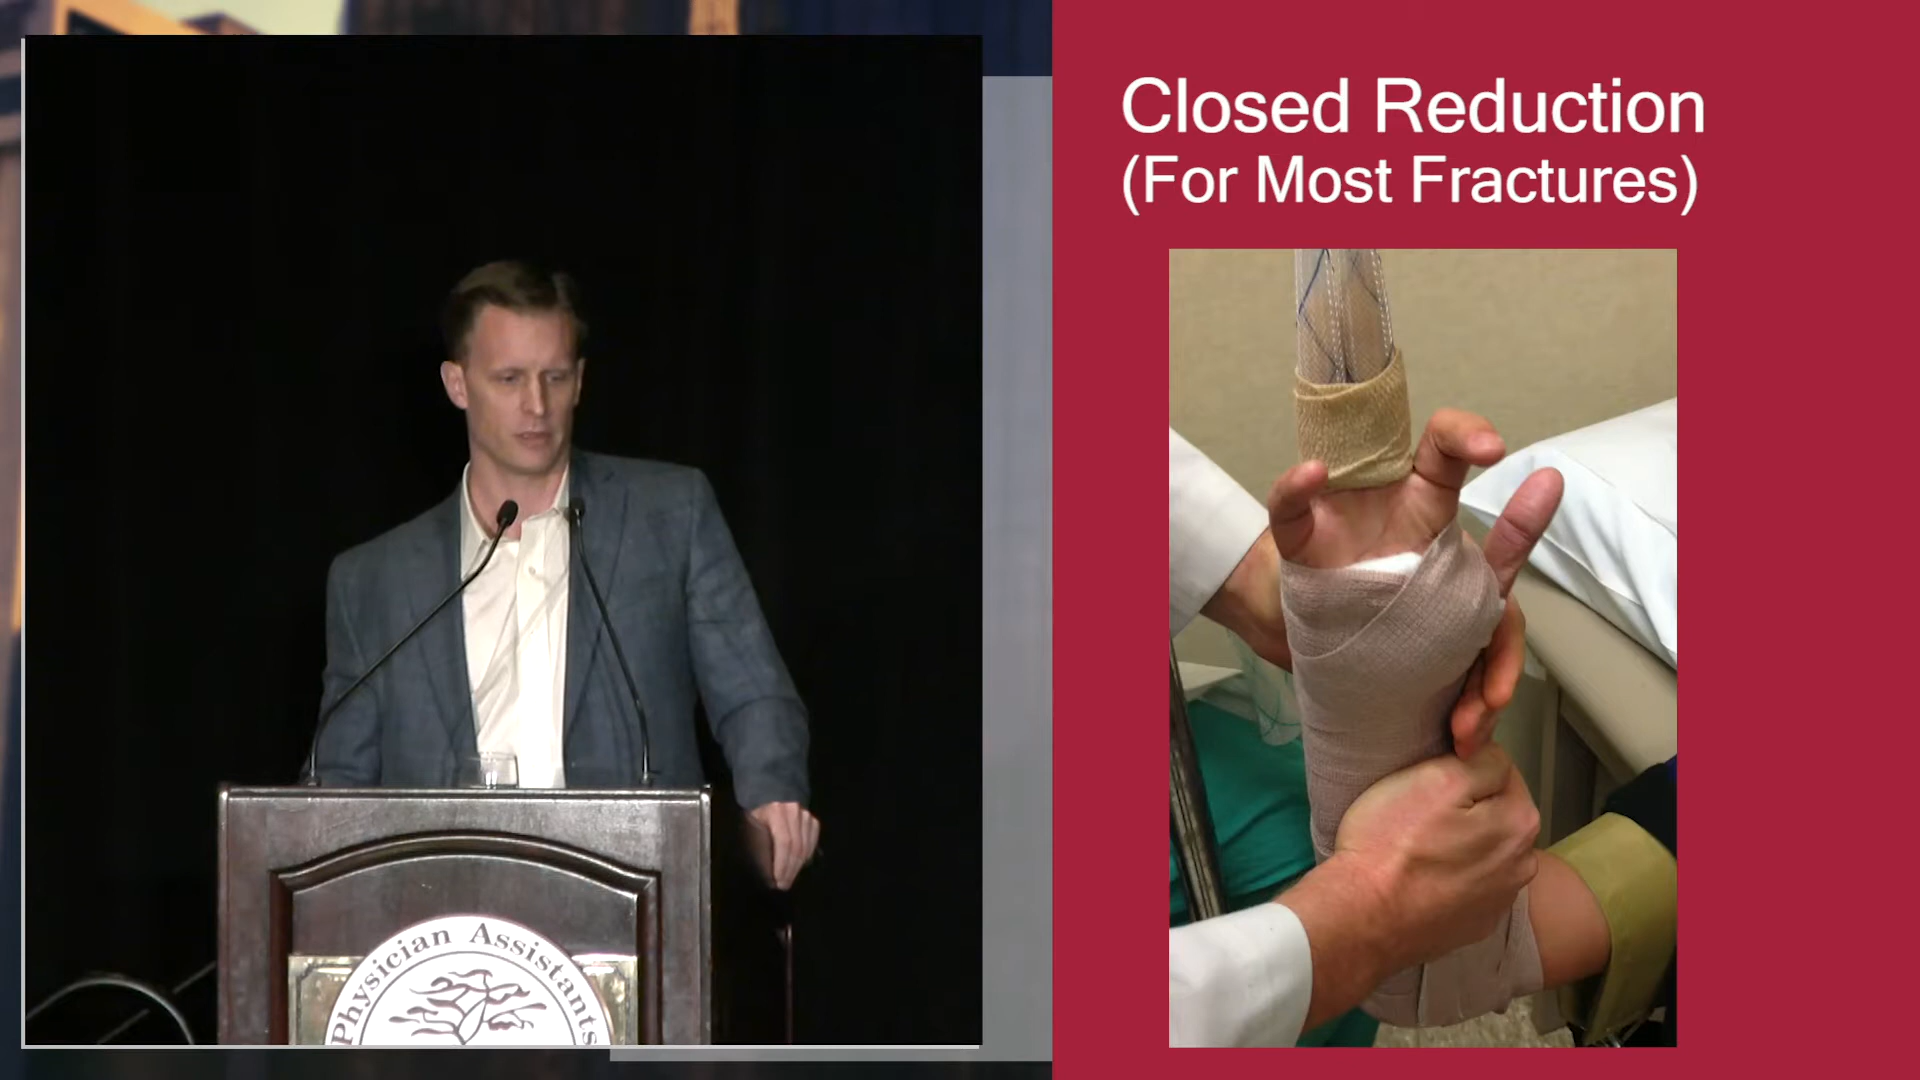 Closed Reduction
(For Most Fractures)
Physician Assistants